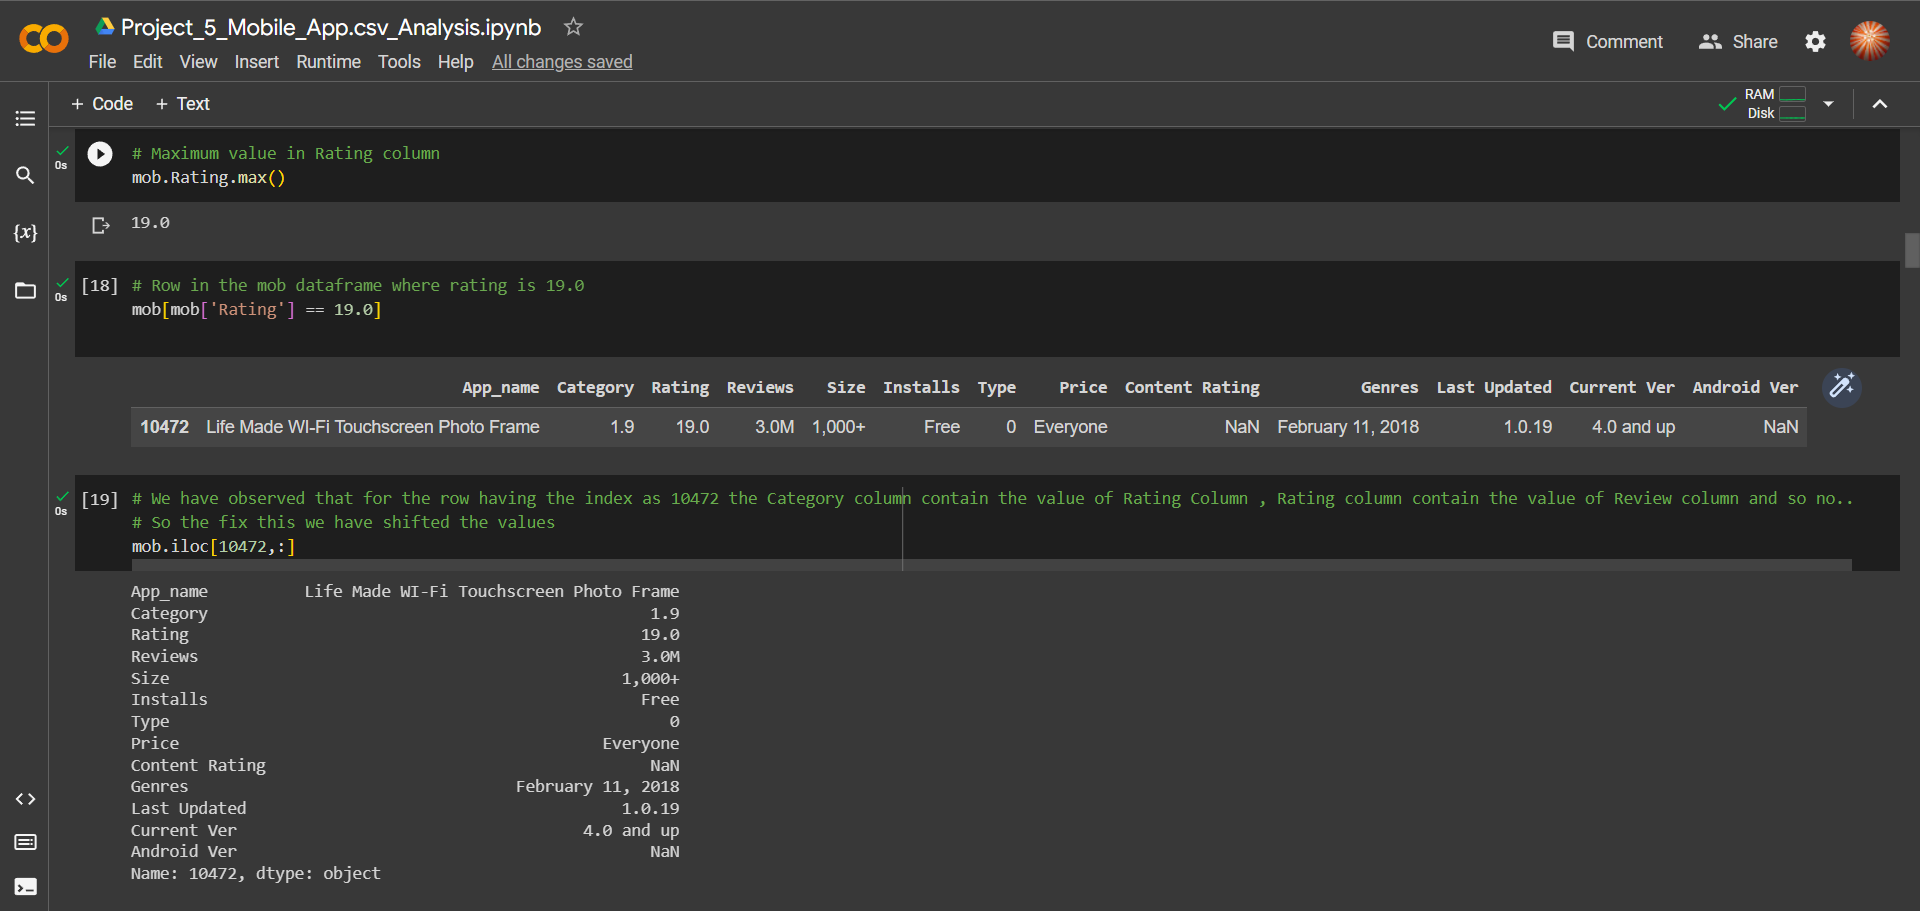 Project_5_Mobile_App.csv_Analysis.ipynb
Comment Share
File Edit View Insert Runtime Tools Help All changes saved
+ Code + Text
RAM
Disk
0s
# Maximum value in Rating column
mob.Rating.max()
19.0
0s
[18] # Row in the mob dataframe where rating is 19.0
mob[mob['Rating'] == 19.0]
App_name Category Rating Reviews Size Installs Type Price Content Rating Genres Last Updated Current Ver Android Ver
10472 Life Made WI-Fi Touchscreen Photo Frame 1.9 19.0 3.0M 1,000+ Free 0 Everyone NaN February 11, 2018 1.0.19 4.0 and up NaN
0s
[19] # We have observed that for the row having the index as 10472 the Category column contain the value of Rating Column , Rating column contain the value of Review column and so no..
# So the fix this we have shifted the values
mob.iloc[10472,:]
App_name Life Made WI-Fi Touchscreen Photo Frame
Category 1.9
Rating 19.0
Reviews 3.0M
Size 1,000+
Installs Free
Type 0
Price Everyone
Content Rating NaN
Genres February 11, 2018
Last Updated 1.0.19
Current Ver 4.0 and up
Android Ver NaN
Name: 10472, dtype: object